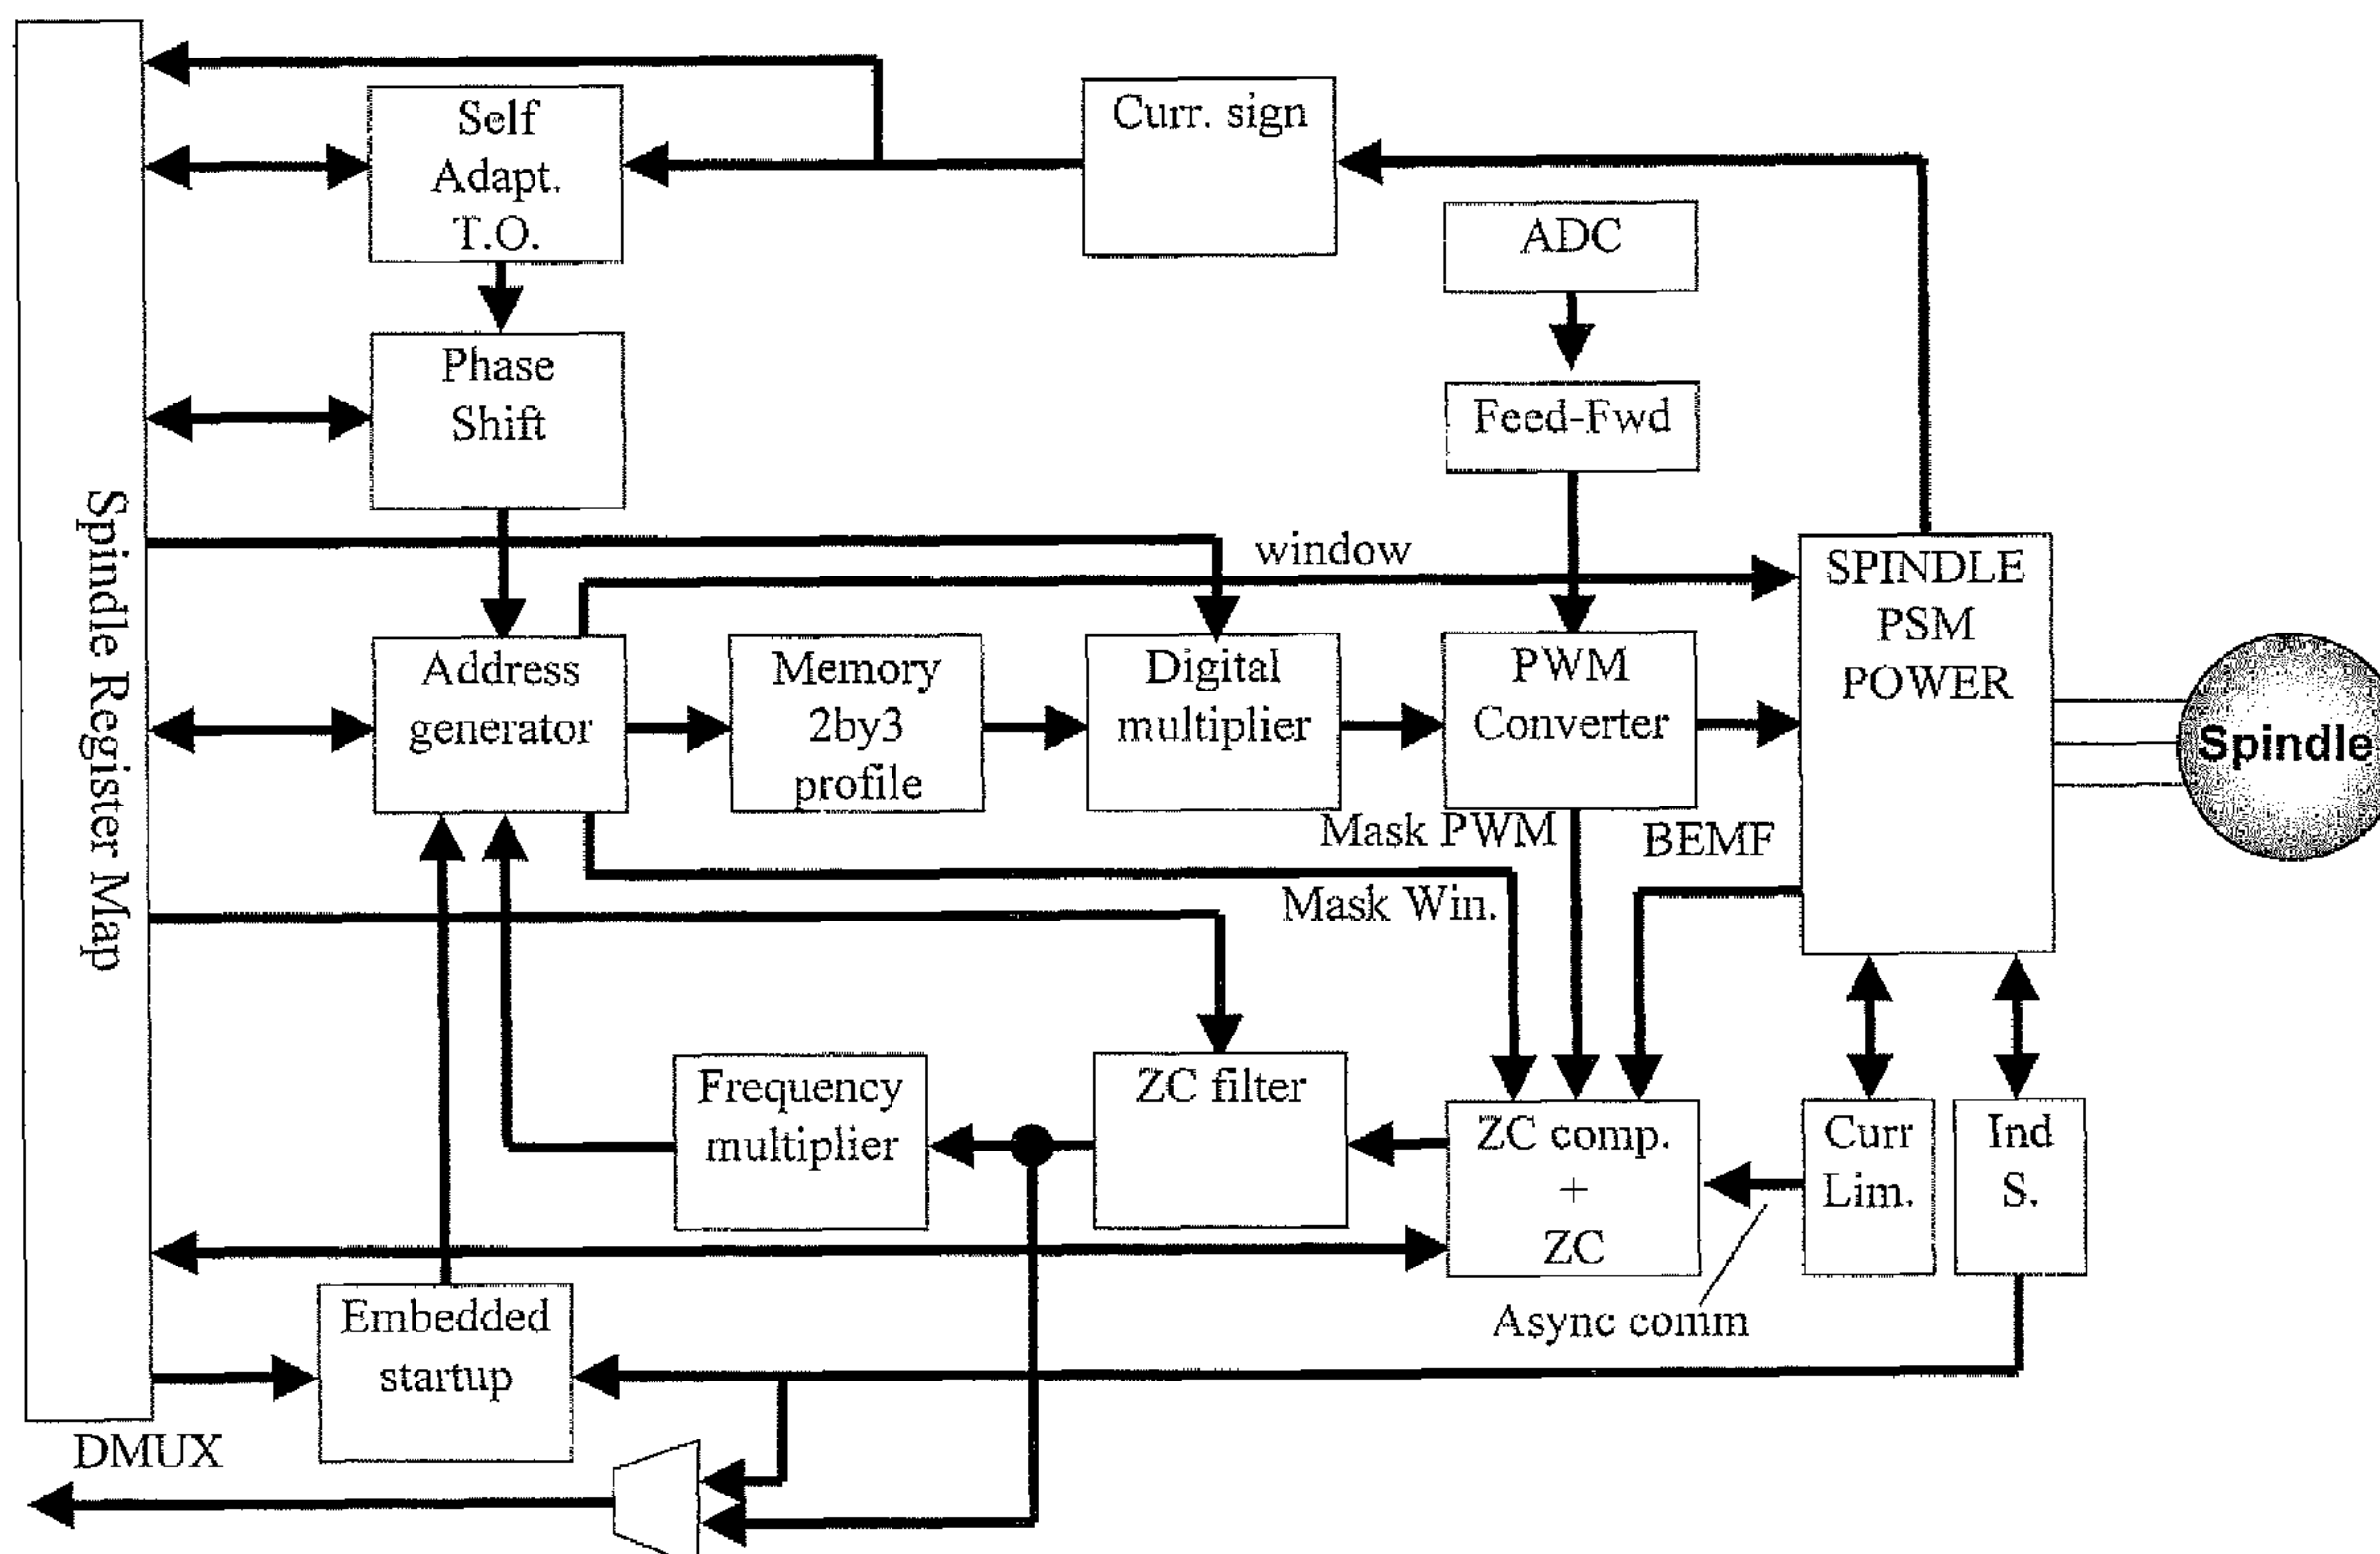 Spindle Register Map
Self
Adapt.
T.O.
Curr. sign
ADC
Phase
Shift
Feed-Fwd
window
SPINDLE
PSM
POWER
Address
generator
Memory
2by3
profile
Digital
multiplier
PWM
Converter
Spindle
Mask PWM
BEMF
Mask Win.
Frequency
multiplier
ZC filter
ZC comp.
+
ZC
Curr
Lim.
Ind
S.
Async comm
Embedded
startup
DMUX